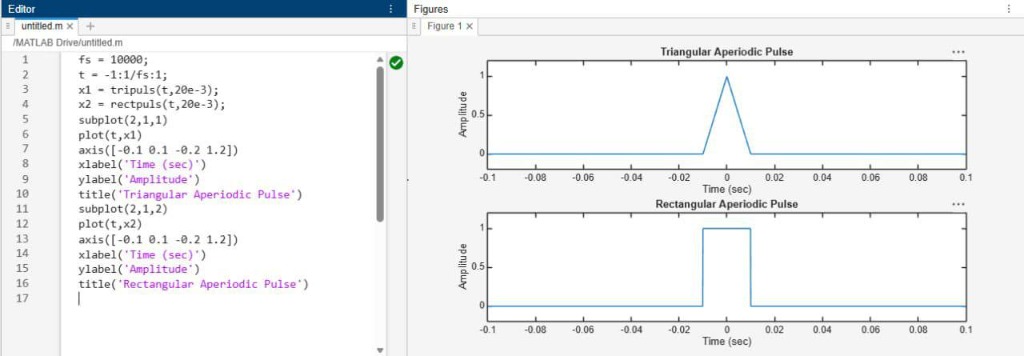 Editor
untitled.m
/MATLAB Drive/untitled.m
1 fs = 10000;
2 t = -1:1/fs:1;
3 x1 = tripuls(t,20e-3);
4 x2 = rectpuls(t,20e-3);
5 subplot(2,1,1)
6 plot(t,x1)
7 axis([-0.1 0.1 -0.2 1.2])
8 xlabel('Time (sec)')
9 ylabel('Amplitude')
10 title('Triangular Aperiodic Pulse')
11 subplot(2,1,2)
12 plot(t,x2)
13 axis([-0.1 0.1 -0.2 1.2])
14 xlabel('Time (sec)')
15 ylabel('Amplitude')
16 title('Rectangular Aperiodic Pulse')
17
Figures
Figure 1
Triangular Aperiodic Pulse
Amplitude
1
0.5
0
-0.1 -0.08 -0.06 -0.04 -0.02 0 0.02 0.04 0.06 0.08 0.1
Time (sec)
Rectangular Aperiodic Pulse
Amplitude
1
0.5
0
-0.1 -0.08 -0.06 -0.04 -0.02 0 0.02 0.04 0.06 0.08 0.1
Time (sec)